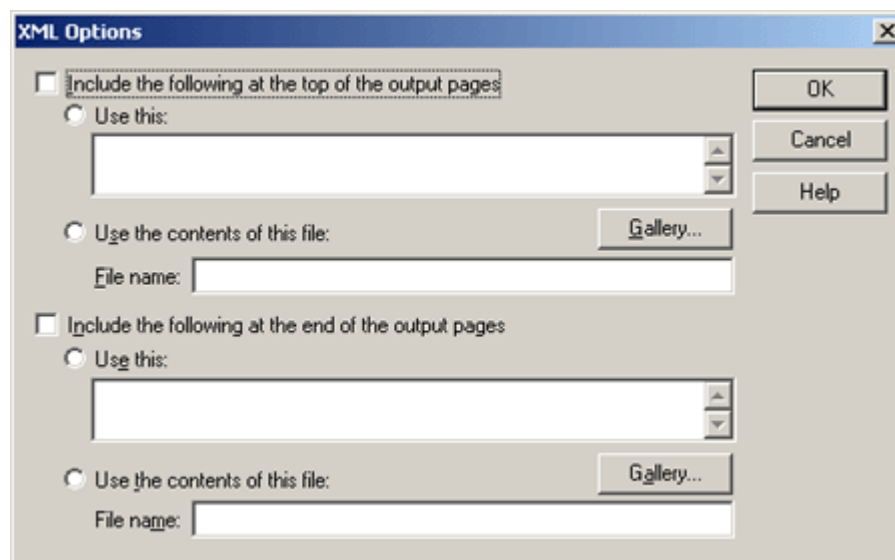 XML Options
Include the following at the top of the output pages
OK
Use this:
Cancel
Help
Use the contents of this file:
Gallery...
File name:
Include the following at the end of the output pages
Use this:
Use the contents of this file:
Gallery...
File name: